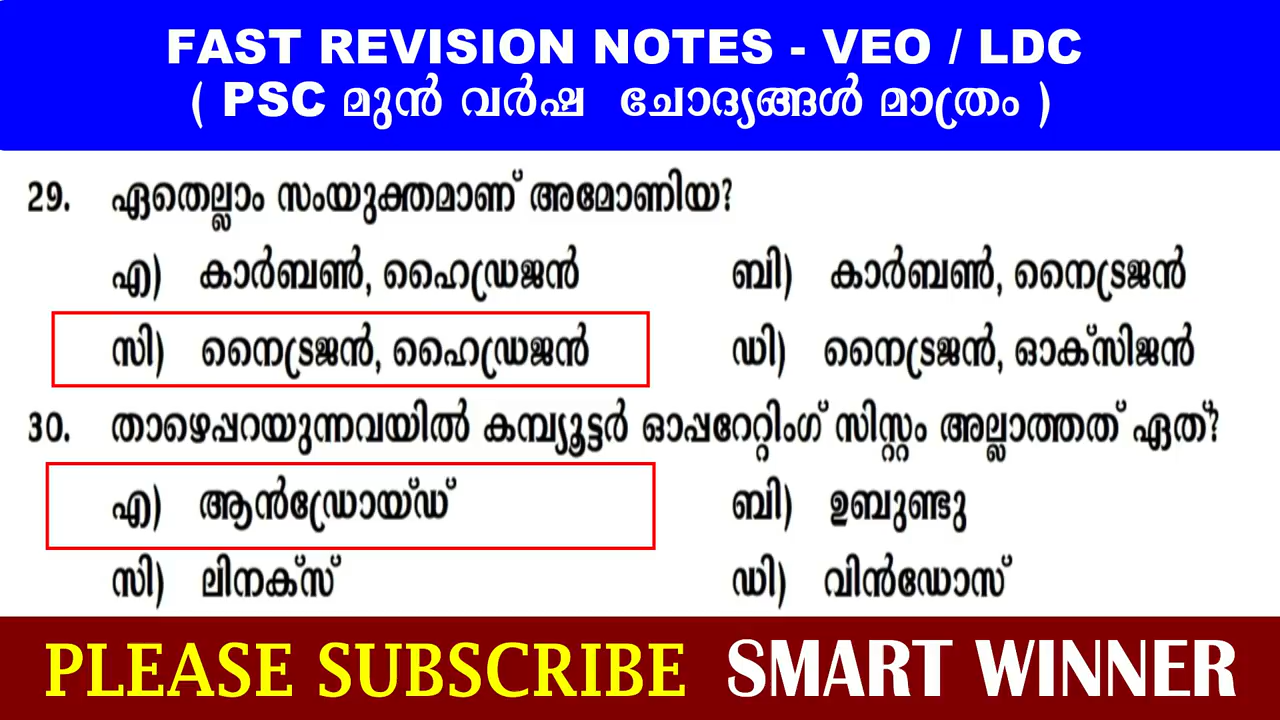 FAST REVISION NOTES - VEO / LDC
( PSC മുൻ വർഷ ചോദ്യങ്ങൾ മാത്രം )
29. ഏതെല്ലാം സംയുക്തമാണ് അമോണിയ?
എ) കാർബൺ, ഹൈഡ്രജൻ ബി) കാർബൺ, നൈട്രജൻ
സി) നൈട്രജൻ, ഹൈഡ്രജൻ ഡി) നൈട്രജൻ, ഓക്സിജൻ
30. താഴെപ്പറയുന്നവയിൽ കമ്പ്യൂട്ടർ ഓപ്പറേറ്റിംഗ് സിസ്റ്റം അല്ലാത്തത് ഏത്?
എ) ആൻഡ്രോയ്ഡ് ബി) ഉബുണ്ടു
സി) ലിനക്സ് ഡി) വിൻഡോസ്
PLEASE SUBSCRIBE SMART WINNER